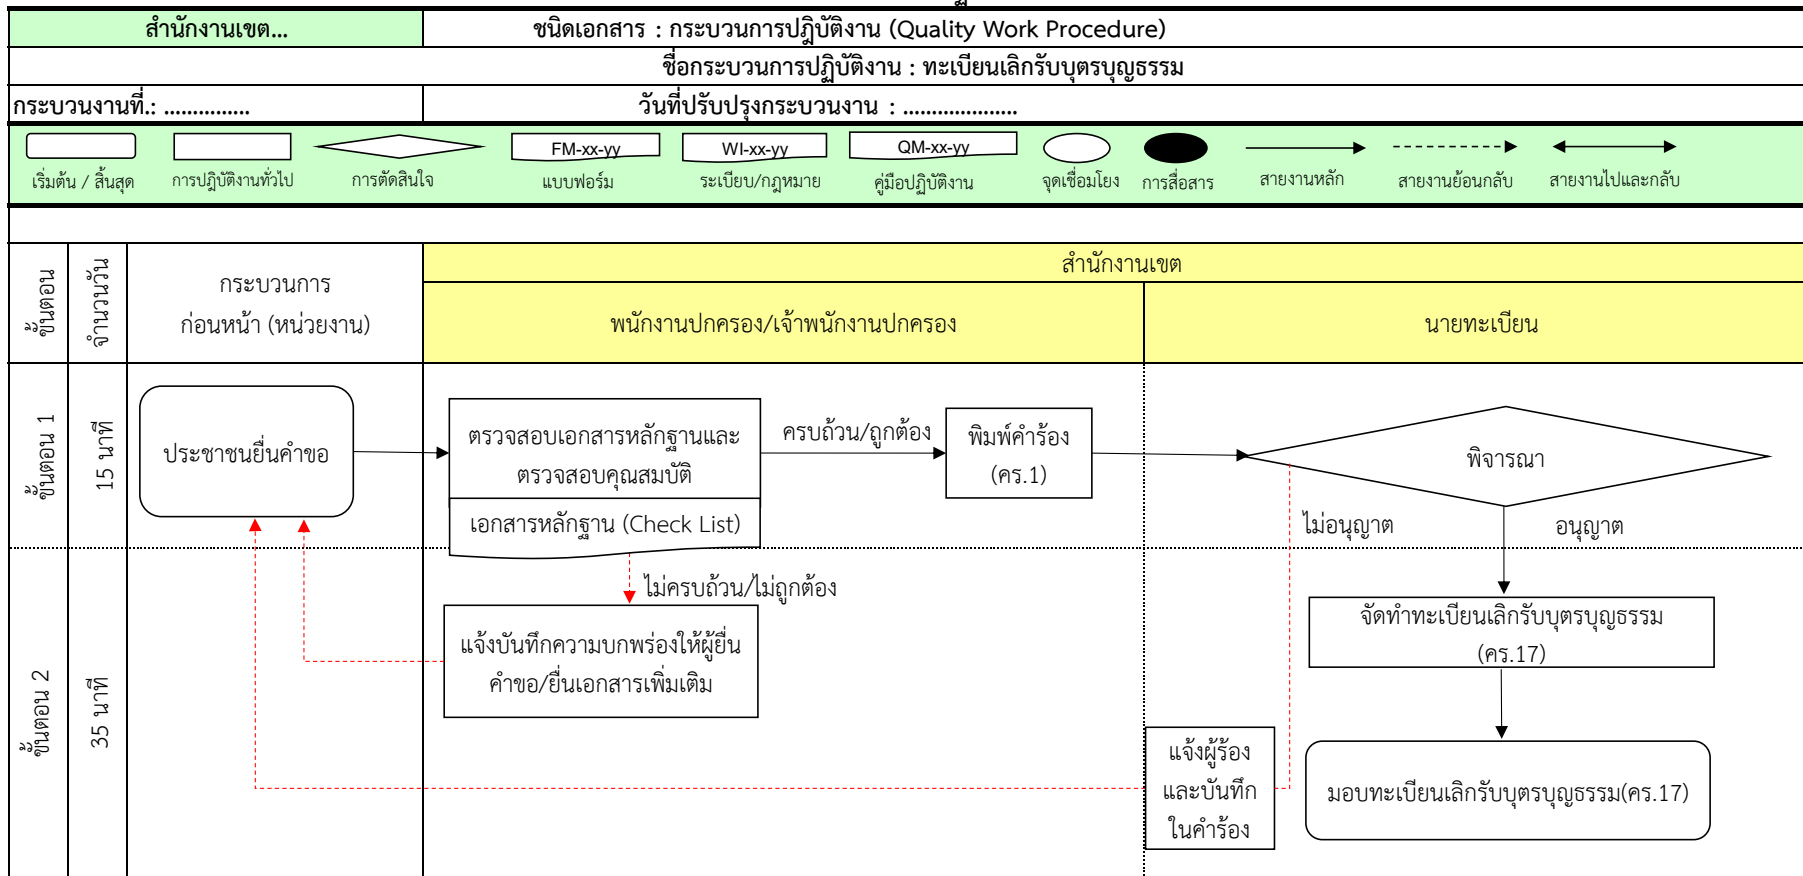 สำนักงานเขต...
ชนิดเอกสาร : กระบวนการปฎิบัติงาน (Quality Work Procedure)
ชื่อกระบวนการปฏิบัติงาน : ทะเบียนเลิกรับบุตรบุญธรรม
กระบวนงานที่.: ...............
วันที่ปรับปรุงกระบวนงาน : ....................
FM-xx-yy
WI-xx-yy
QM-xx-yy
เริ่มต้น / สิ้นสุด
การปฏิบัติงานทั่วไป
การตัดสินใจ
แบบฟอร์ม
ระเบียบ/กฎหมาย
คู่มือปฏิบัติงาน
จุดเชื่อมโยง
การสื่อสาร
สายงานหลัก
สายงานย้อนกลับ
สายงานไปและกลับ
ขั้นตอน
จำนวนวัน
กระบวนการ
ก่อนหน้า (หน่วยงาน)
สำนักงานเขต
พนักงานปกครอง/เจ้าพนักงานปกครอง
นายทะเบียน
ขั้นตอน 1
15 นาที
ประชาชนยื่นคำขอ
ตรวจสอบเอกสารหลักฐานและ
ตรวจสอบคุณสมบัติ
เอกสารหลักฐาน (Check List)
ครบถ้วน/ถูกต้อง
พิมพ์คำร้อง
(คร.1)
พิจารณา
ไม่อนุญาต
อนุญาต
ขั้นตอน 2
35 นาที
ไม่ครบถ้วน/ไม่ถูกต้อง
แจ้งบันทึกความบกพร่องให้ผู้ยื่น
คำขอ/ยื่นเอกสารเพิ่มเติม
จัดทำทะเบียนเลิกรับบุตรบุญธรรม
(คร.17)
แจ้งผู้ร้อง
และบันทึก
ในคำร้อง
มอบทะเบียนเลิกรับบุตรบุญธรรม(คร.17)